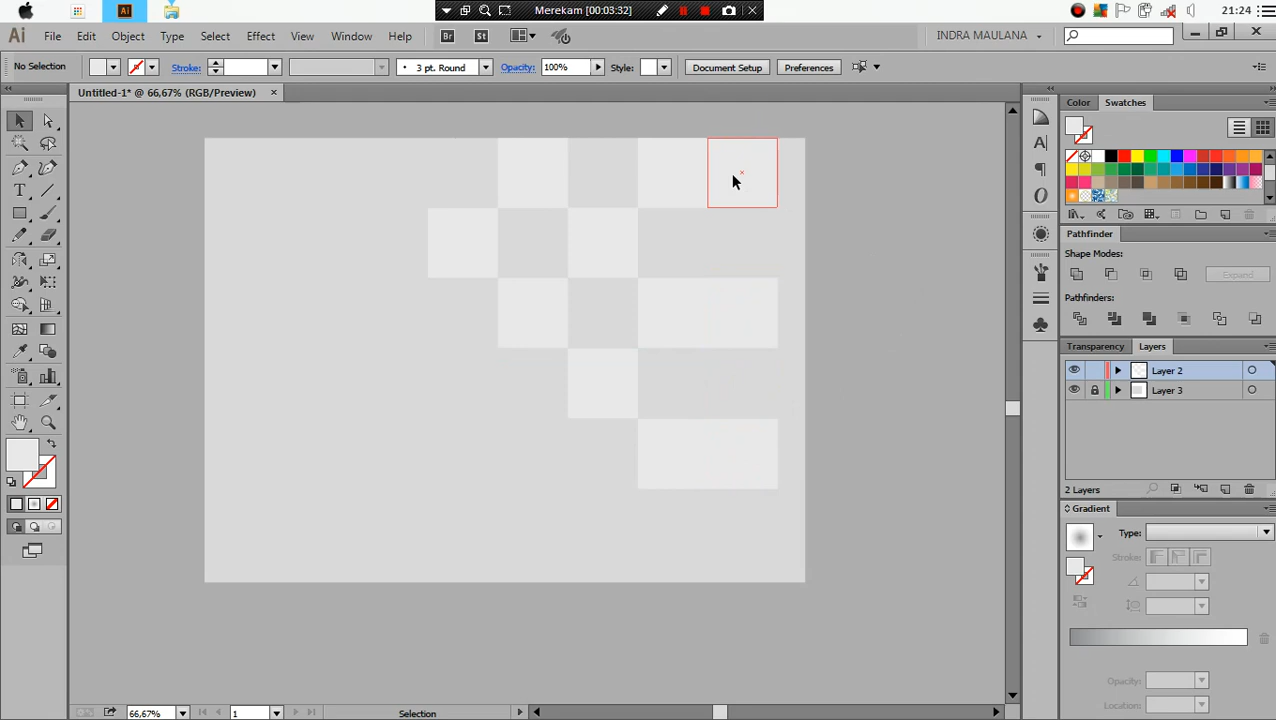 Merekam [00:03:32]
21:24
Ai
Ai File Edit Object Type Select Effect View Window Help Br St INDRA MAULANA
No Selection Stroke: 3 pt. Round Opacity: 100% Style: Document Setup Preferences
Untitled-1* @ 66,67% (RGB/Preview) ×
Color Swatches
Pathfinder
Shape Modes:
Expand
Pathfinders:
Transparency Layers
Layer 2
Layer 3
2 Layers
Gradient
Type:
Stroke:
Opacity:
Location:
66,67% 1 Selection